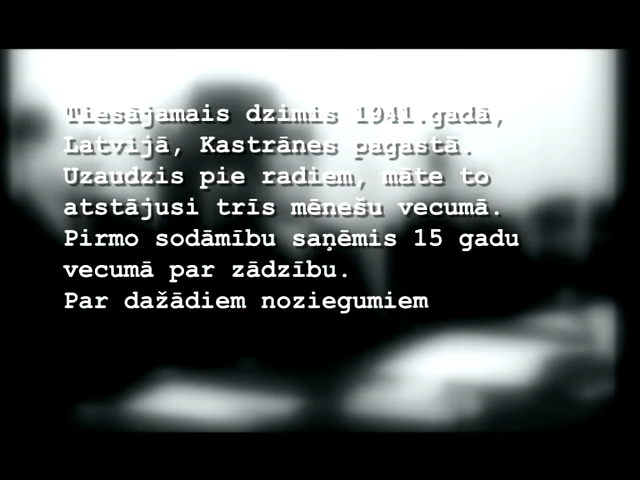 Tiesājamais dzimis 1941.gadā,
Latvijā, Kastrānes pagastā.
Uzaudzis pie radiem, māte to
atstājusi trīs mēnešu vecumā.
Pirmo sodāmību saņēmis 15 gadu
vecumā par zādzību.
Par dažādiem noziegumiem